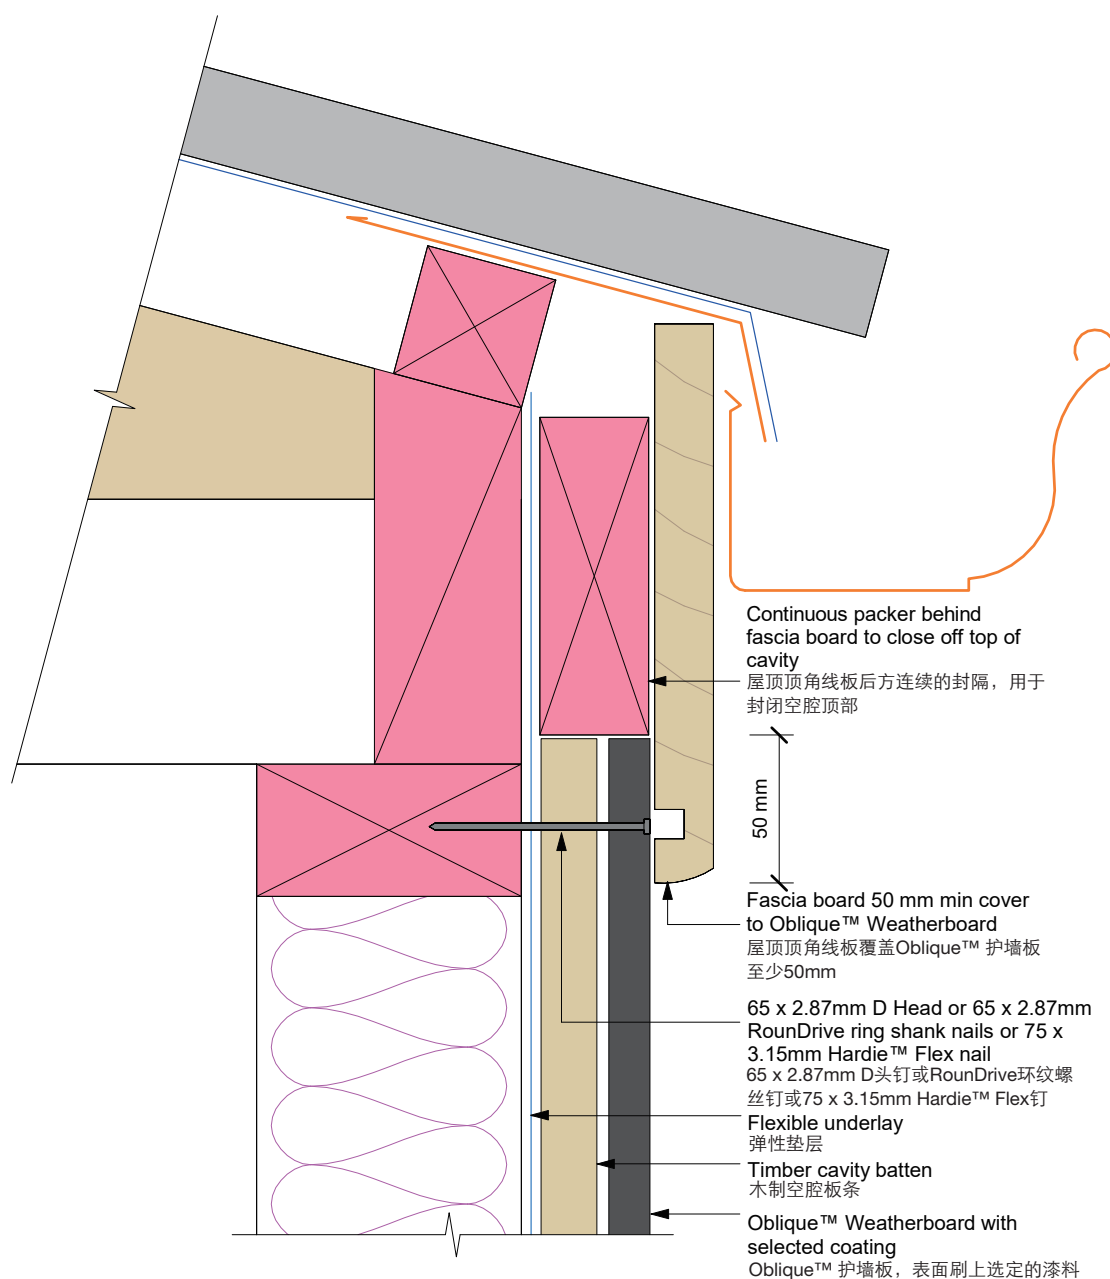 Continuous packer behind
fascia board to close off top of
cavity
屋顶顶角线板后方连续的封隔，用于
封闭空腔顶部
50 mm
Fascia board 50 mm min cover
to Oblique™ Weatherboard
屋顶顶角线板覆盖Oblique™ 护墙板
至少50mm
65 x 2.87mm D Head or 65 x 2.87mm
RounDrive ring shank nails or 75 x
3.15mm Hardie™ Flex nail
65 x 2.87mm D头钉或RounDrive环纹螺
丝钉或75 x 3.15mm Hardie™ Flex钉
Flexible underlay
弹性垫层
Timber cavity batten
木制空腔板条
Oblique™ Weatherboard with
selected coating
Oblique™ 护墙板，表面刷上选定的漆料